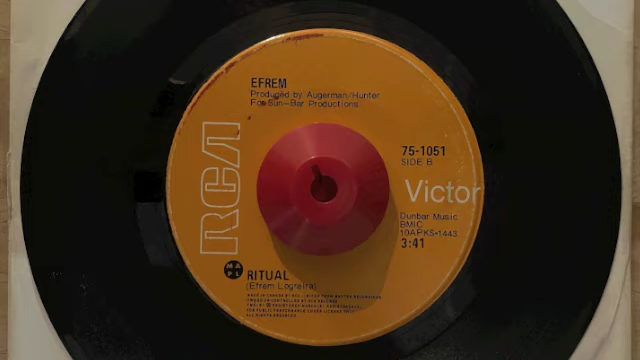 EFREM
Produced by Augerman/Hunter
For Sun-Bar Productions
RCA
75-1051
SIDE B
Victor
Dunbar Music
BMIC
10APKS-1443
3:41
MAPL
RITUAL
(Efrem Logreira)